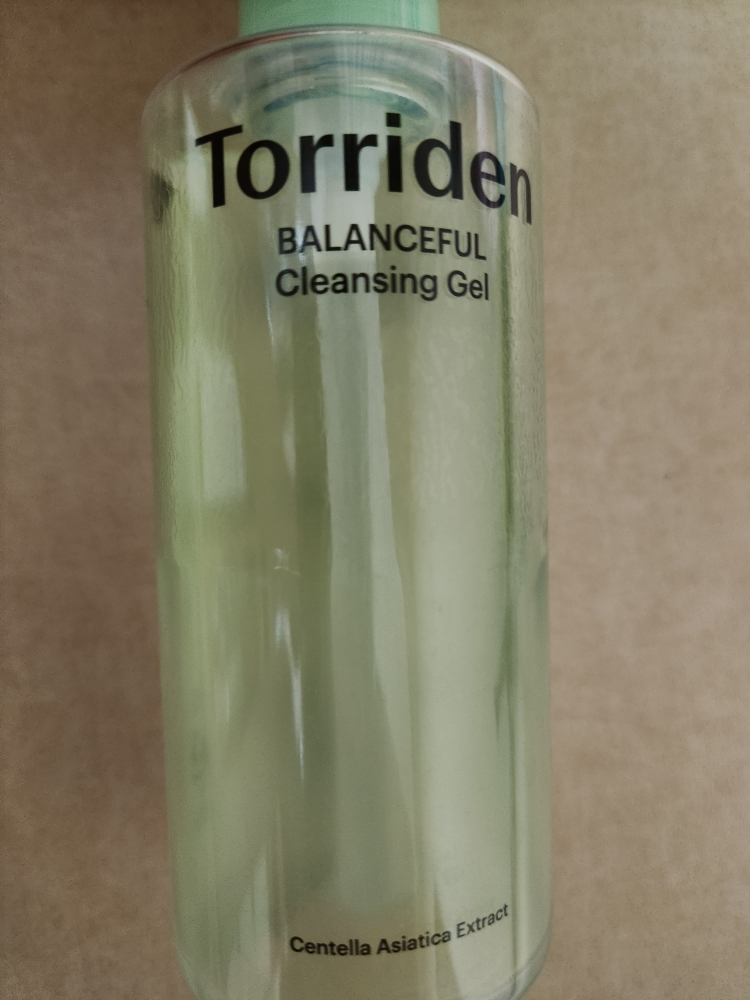 Torriden
BALANCEFUL
Cleansing Gel
Centella Asiatica Extract